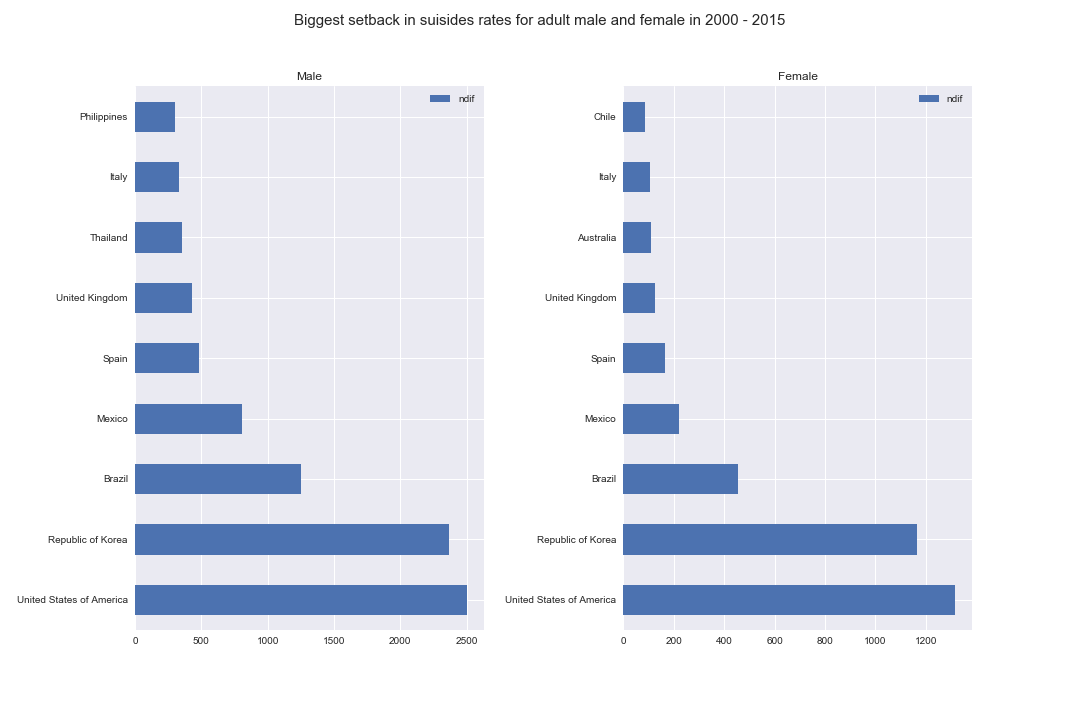 Biggest setback in suisides rates for adult male and female in 2000 - 2015
Male
ndif
Philippines
Italy
Thailand
United Kingdom
Spain
Mexico
Brazil
Republic of Korea
United States of America
0 500 1000 1500 2000 2500
Female
ndif
Chile
Italy
Australia
United Kingdom
Spain
Mexico
Brazil
Republic of Korea
United States of America
0 200 400 600 800 1000 1200